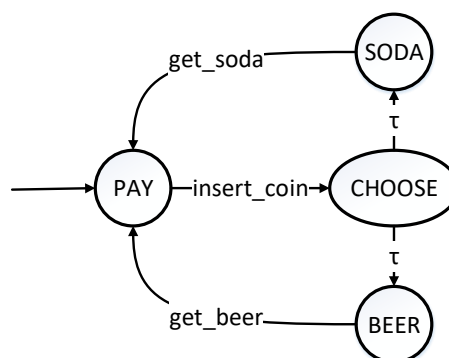 SODA
get_soda
τ
PAY
insert_coin
CHOOSE
τ
get_beer
BEER